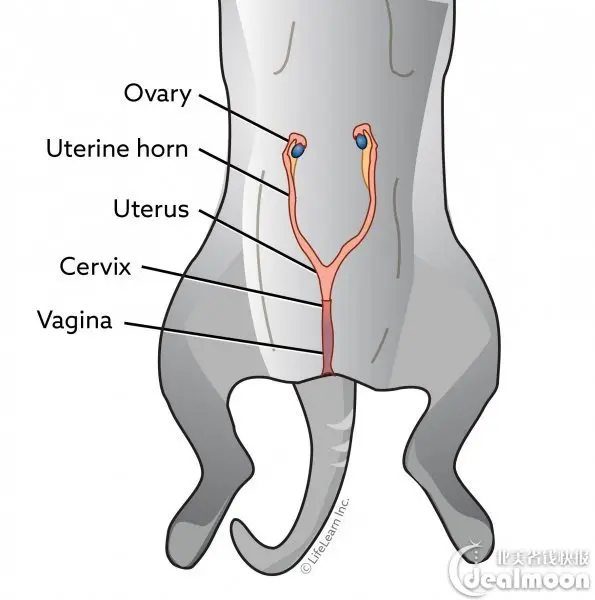 Ovary
Uterine horn
Uterus
Cervix
Vagina
© LifeLearn Inc.
北美省钱快报
dealmoon